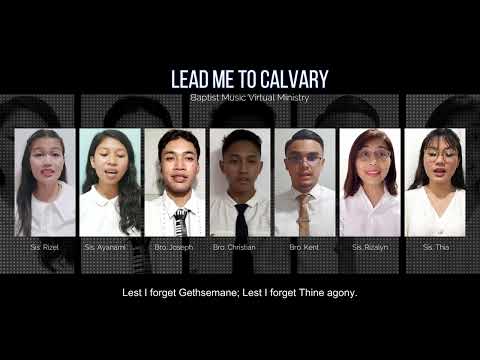 LEAD ME TO CALVARY
Baptist Music Virtual Ministry
Sis. Rizel
Sis. Ayanami
Bro. Joseph
Bro. Christian
Bro. Kent
Sis. Rizalyn
Sis. Thia
Lest I forget Gethsemane; Lest I forget Thine agony.